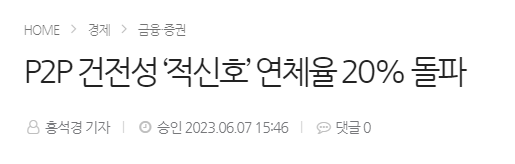 HOME > 경제 > 금융·증권
P2P 건전성 ‘적신호’ 연체율 20% 돌파
홍석경 기자 | 승인 2023.06.07 15:46 | 댓글 0